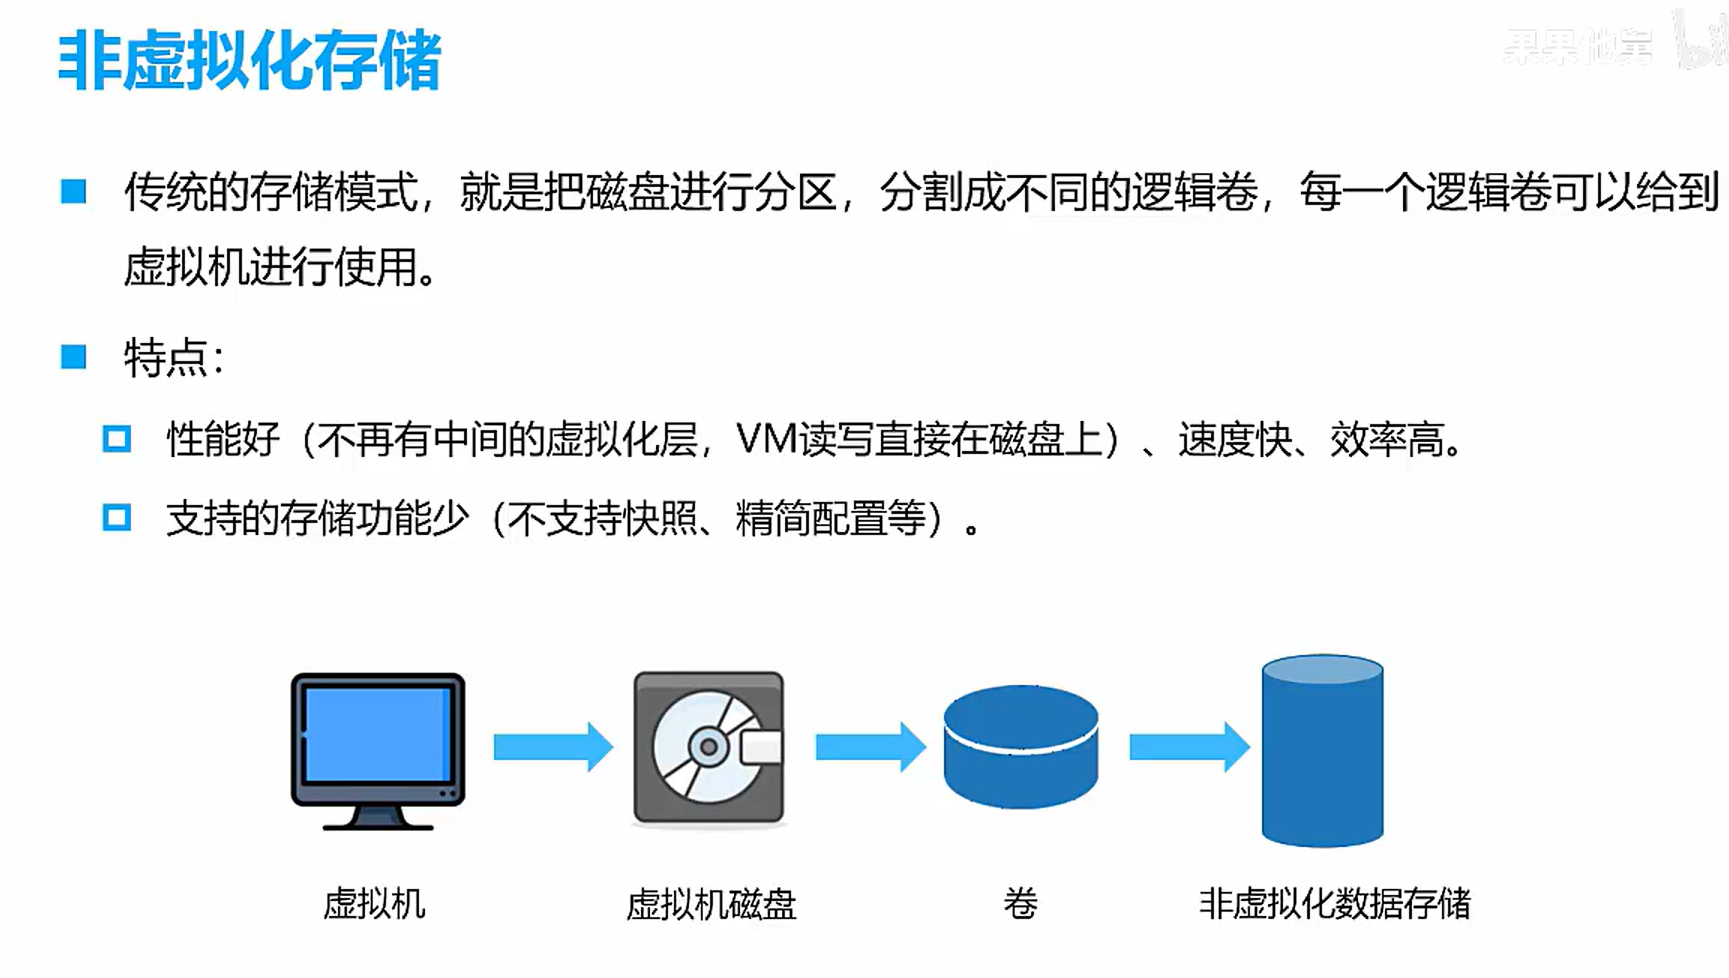 非虚拟化存储
果果他舅
传统的存储模式，就是把磁盘进行分区，分割成不同的逻辑卷，每一个逻辑卷可以给到
虚拟机进行使用。
特点：
性能好（不再有中间的虚拟化层，VM读写直接在磁盘上）、速度快、效率高。
支持的存储功能少（不支持快照、精简配置等）。
虚拟机
虚拟机磁盘
卷
非虚拟化数据存储